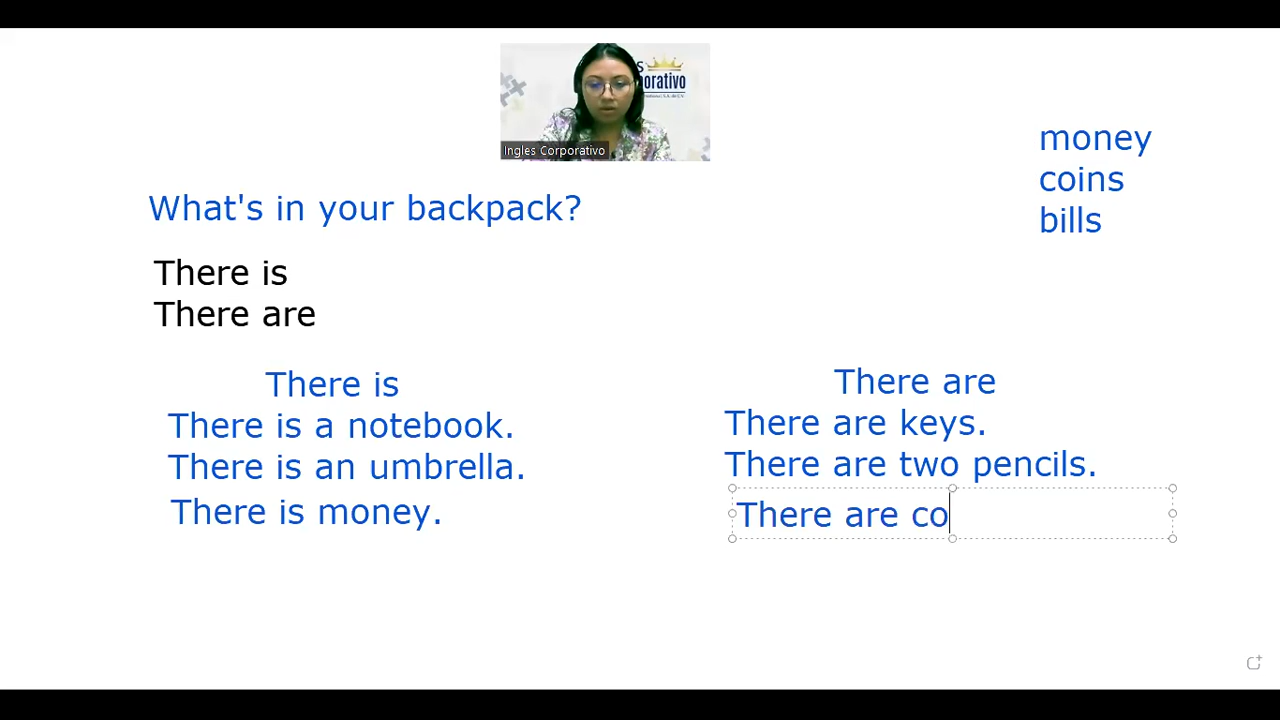 s
orativo
Ingles Corporativo
money
coins
bills
What's in your backpack?
There is
There are
There is
There is a notebook.
There is an umbrella.
There is money.
There are
There are keys.
There are two pencils.
There are co